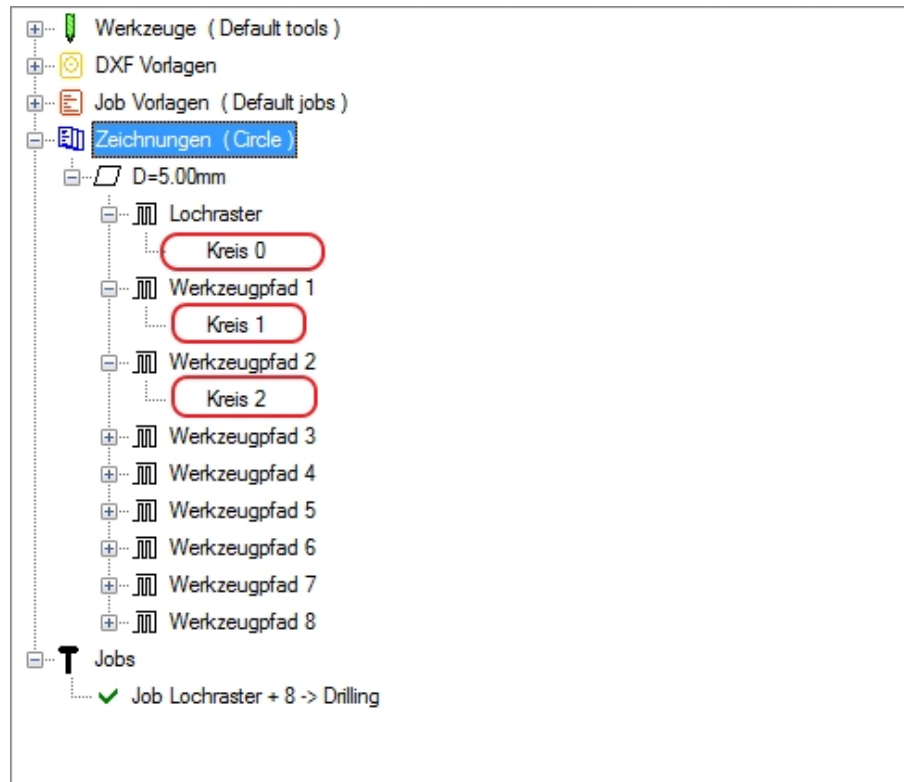 Werkzeuge ( Default tools )
DXF Vorlagen
Job Vorlagen ( Default jobs )
Zeichnungen ( Circle )
D=5.00mm
Lochraster
Kreis 0
Werkzeugpfad 1
Kreis 1
Werkzeugpfad 2
Kreis 2
Werkzeugpfad 3
Werkzeugpfad 4
Werkzeugpfad 5
Werkzeugpfad 6
Werkzeugpfad 7
Werkzeugpfad 8
Jobs
Job Lochraster + 8 -> Drilling